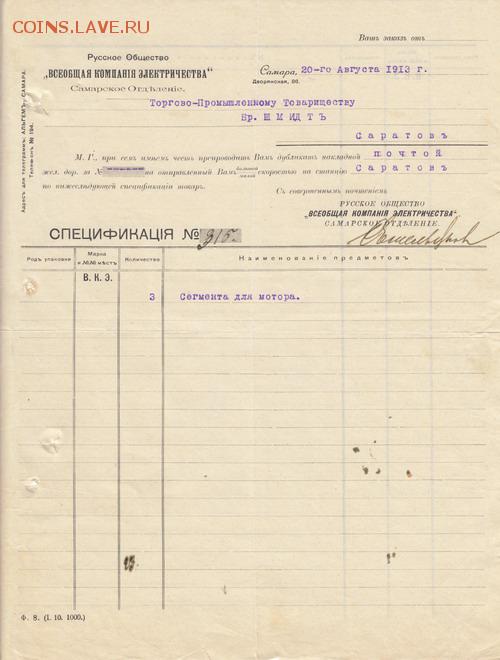 COINS.LAVE.RU
Вашъ заказъ отъ
Русское Общество
„ВСЕОБЩАЯ КОМПАНІЯ ЭЛЕКТРИЧЕСТВА“
Самарское Отдѣленіе.
Самара, 20-го Августа 1913 г.
Дворянская, 86.
Адресъ для телеграммъ: АЛЬГЕМЪ САМАРА.
Телефонъ № 194.
Торгово-Промышленному Товариществу
Бр. ШМИДТЪ
Саратовъ
М. Г., при семъ имѣемъ честь препроводить Вамъ дубликатъ накладной почтой
жел. дор. за № на отправленный Вамъ большой малой скоростью на станцію Саратовъ
по нижеслѣдующей спецификаціи товаръ.
Съ совершеннымъ почтеніемъ
РУССКОЕ ОБЩЕСТВО
„ВСЕОБЩАЯ КОМПАНІЯ ЭЛЕКТРИЧЕСТВА“
САМАРСКОЕ ОТДѢЛЕНІЕ.
СПЕЦИФИКАЦІЯ № 915.
Родъ упаковки Марка и №№ мѣстъ Количество Наименованіе предметовъ
В. К. Э.
3 Сегмента для мотора.
Ф. 8. (I. 10. 1000.)